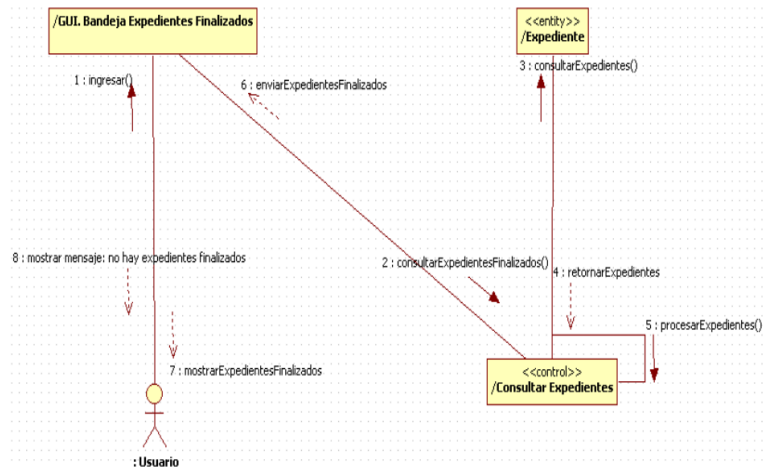 /GUI. Bandeja Expedientes Finalizados
<<entity>>
/Expediente
1 : ingresar()
6 : enviarExpedientesFinalizados
3 : consultarExpedientes()
8 : mostrar mensaje: no hay expedientes finalizados
2 : consultarExpedientesFinalizados()
4 : retornarExpedientes
5 : procesarExpedientes()
7 : mostrarExpedientesFinalizados
<<control>>
/Consultar Expedientes
: Usuario